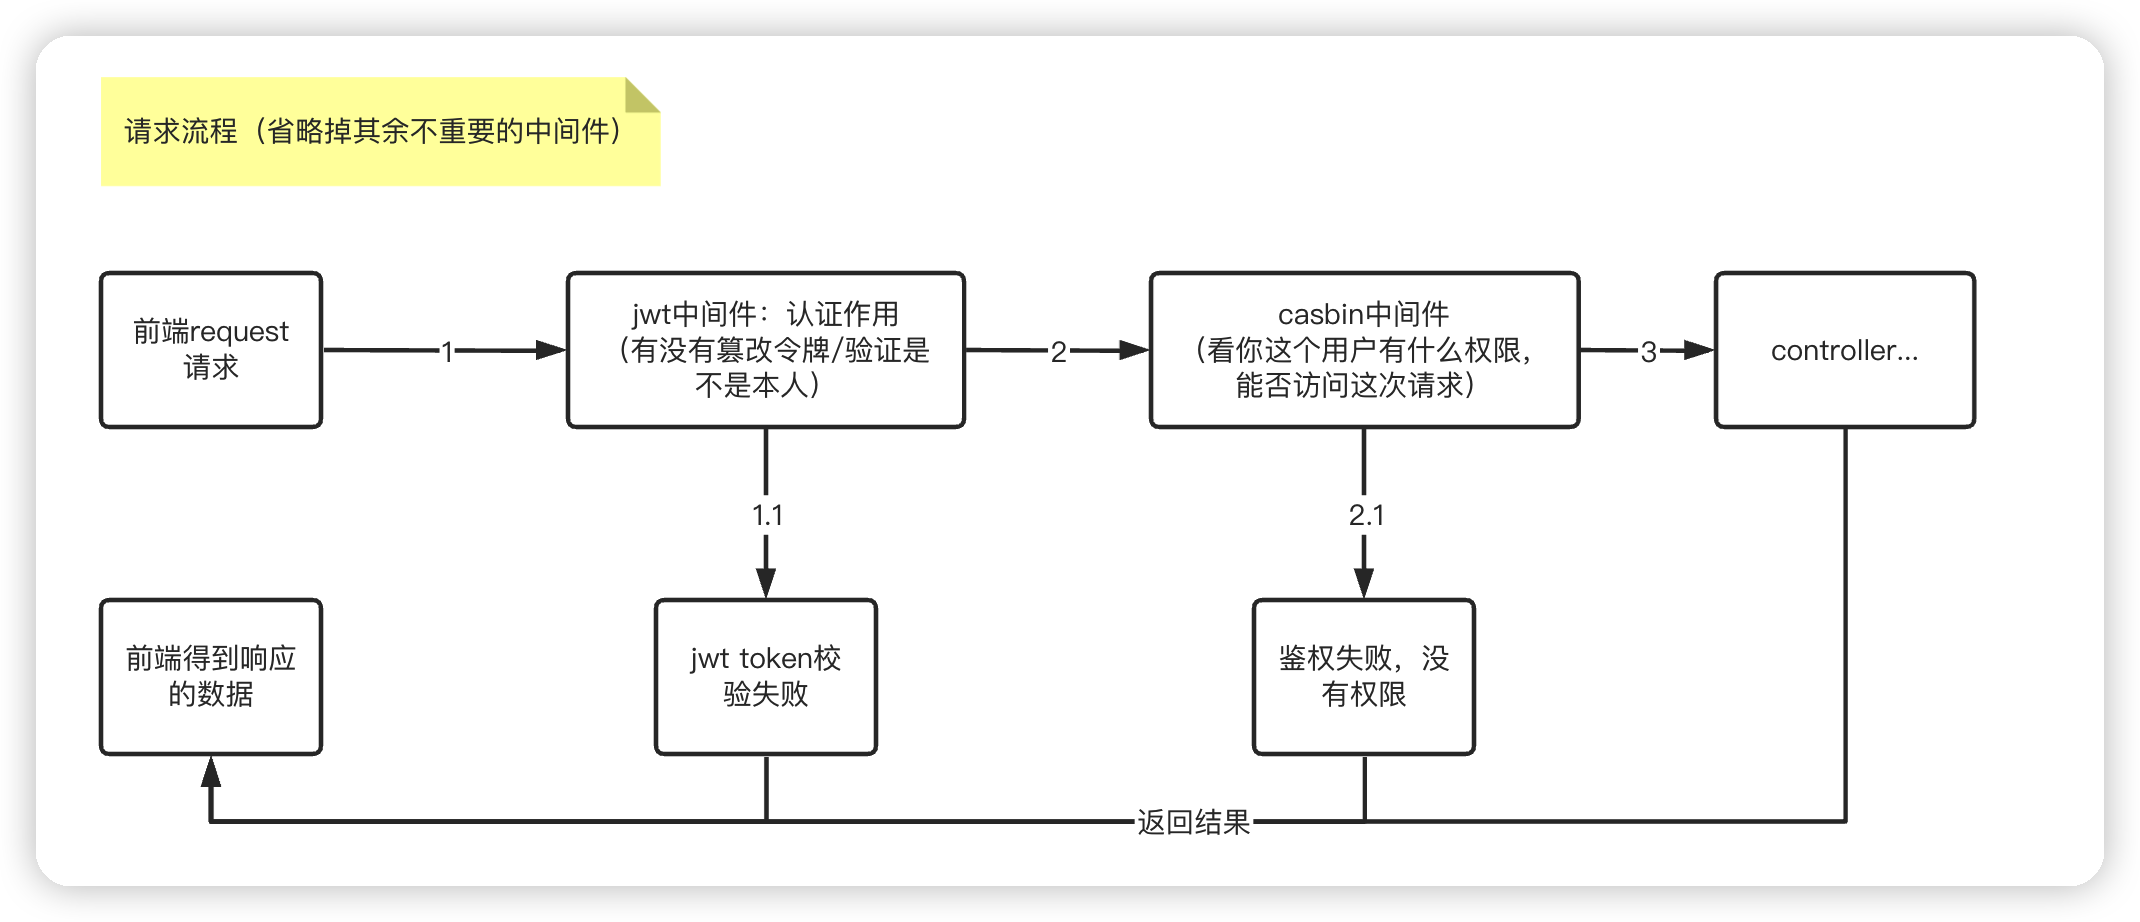 请求流程（省略掉其余不重要的中间件）
前端request
请求
1
jwt中间件：认证作用
（有没有篡改令牌/验证是
不是本人）
2
casbin中间件
（看你这个用户有什么权限，
能否访问这次请求）
3
controller...
1.1
2.1
前端得到响应
的数据
jwt token校
验失败
鉴权失败，没
有权限
返回结果